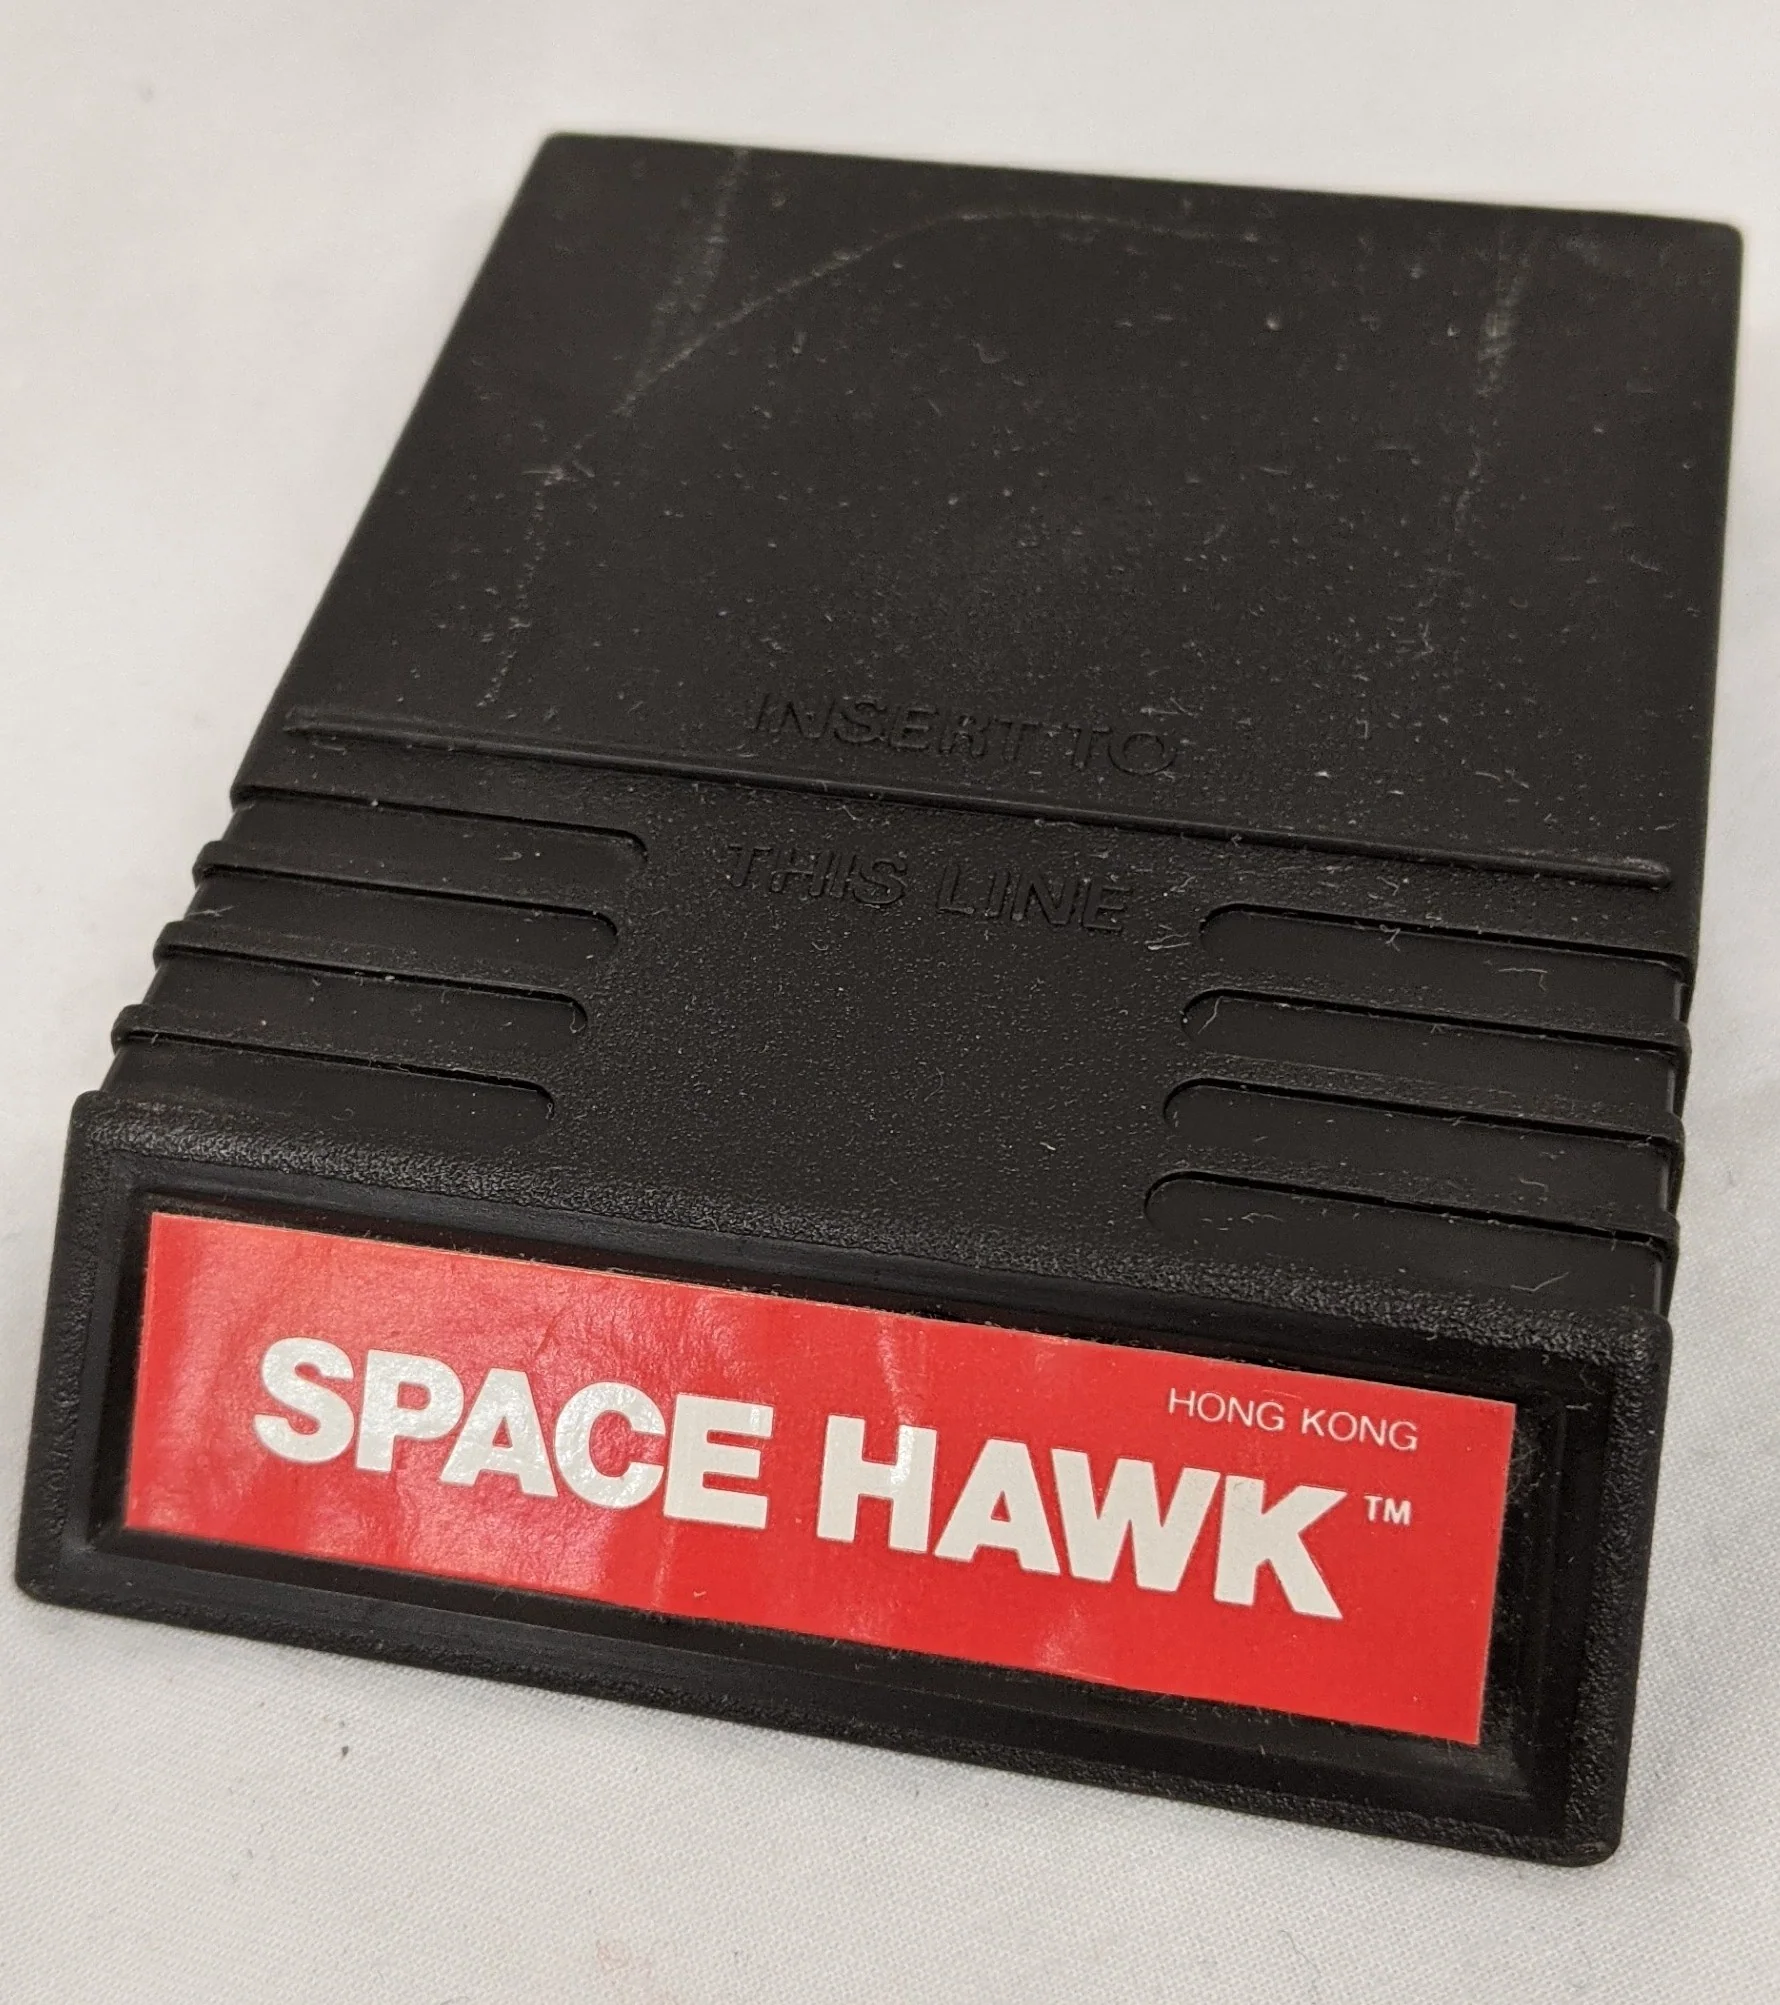 INSERT TO
THIS LINE
HONG KONG
SPACE HAWK™